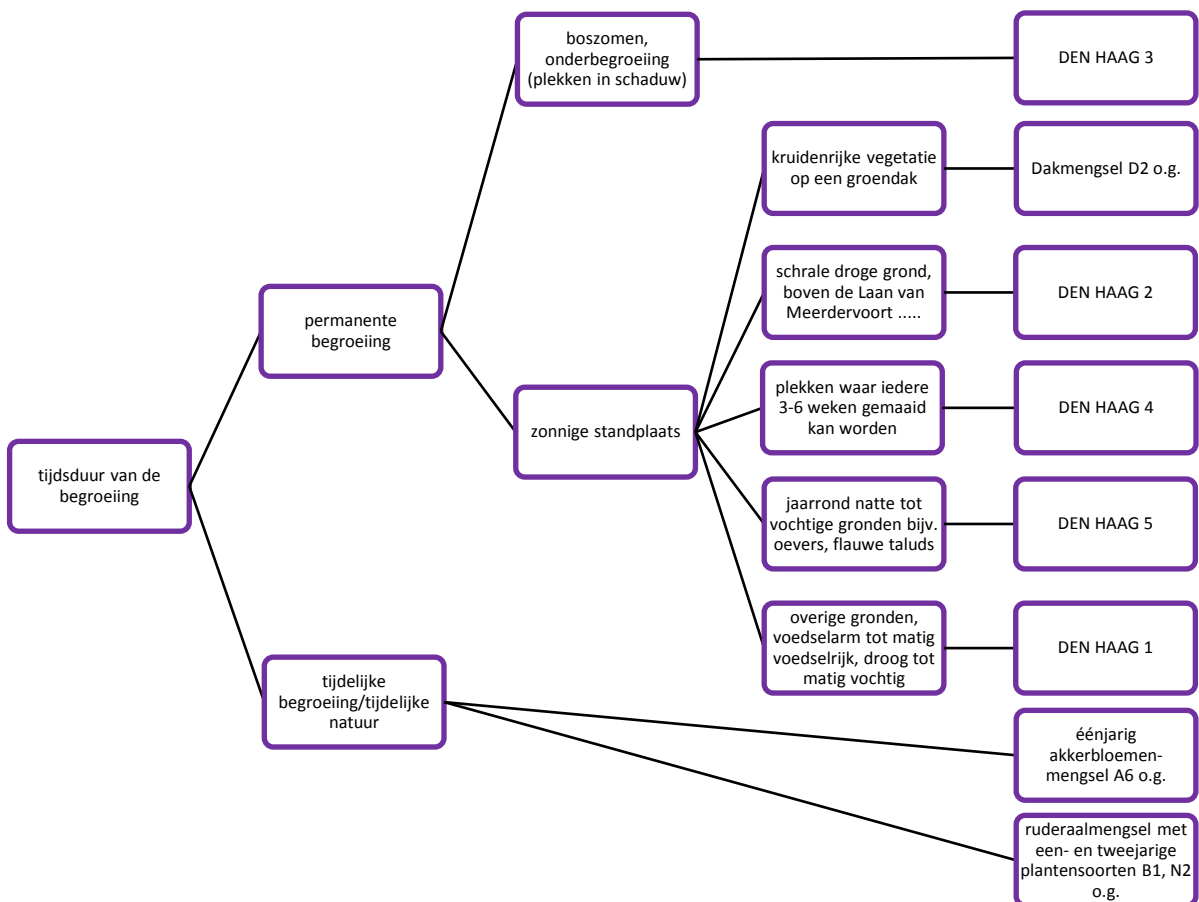 boszomen,
onderbegroeiing
(plekken in schaduw)
DEN HAAG 3
kruidenrijke vegetatie
op een groendak
Dakmengsel D2 o.g.
schrale droge grond,
boven de Laan van
Meerdervoort .....
DEN HAAG 2
permanente
begroeiing
plekken waar iedere
3-6 weken gemaaid
kan worden
DEN HAAG 4
zonnige standplaats
tijdsduur van de
begroeiing
jaarrond natte tot
vochtige gronden bijv.
oevers, flauwe taluds
DEN HAAG 5
overige gronden,
voedselarm tot matig
voedselrijk, droog tot
matig vochtig
DEN HAAG 1
tijdelijke
begroeiing/tijdelijke
natuur
éénjarig
akkerbloemen-
mengsel A6 o.g.
ruderaalmengsel met
een- en tweejarige
plantensoorten B1, N2
o.g.